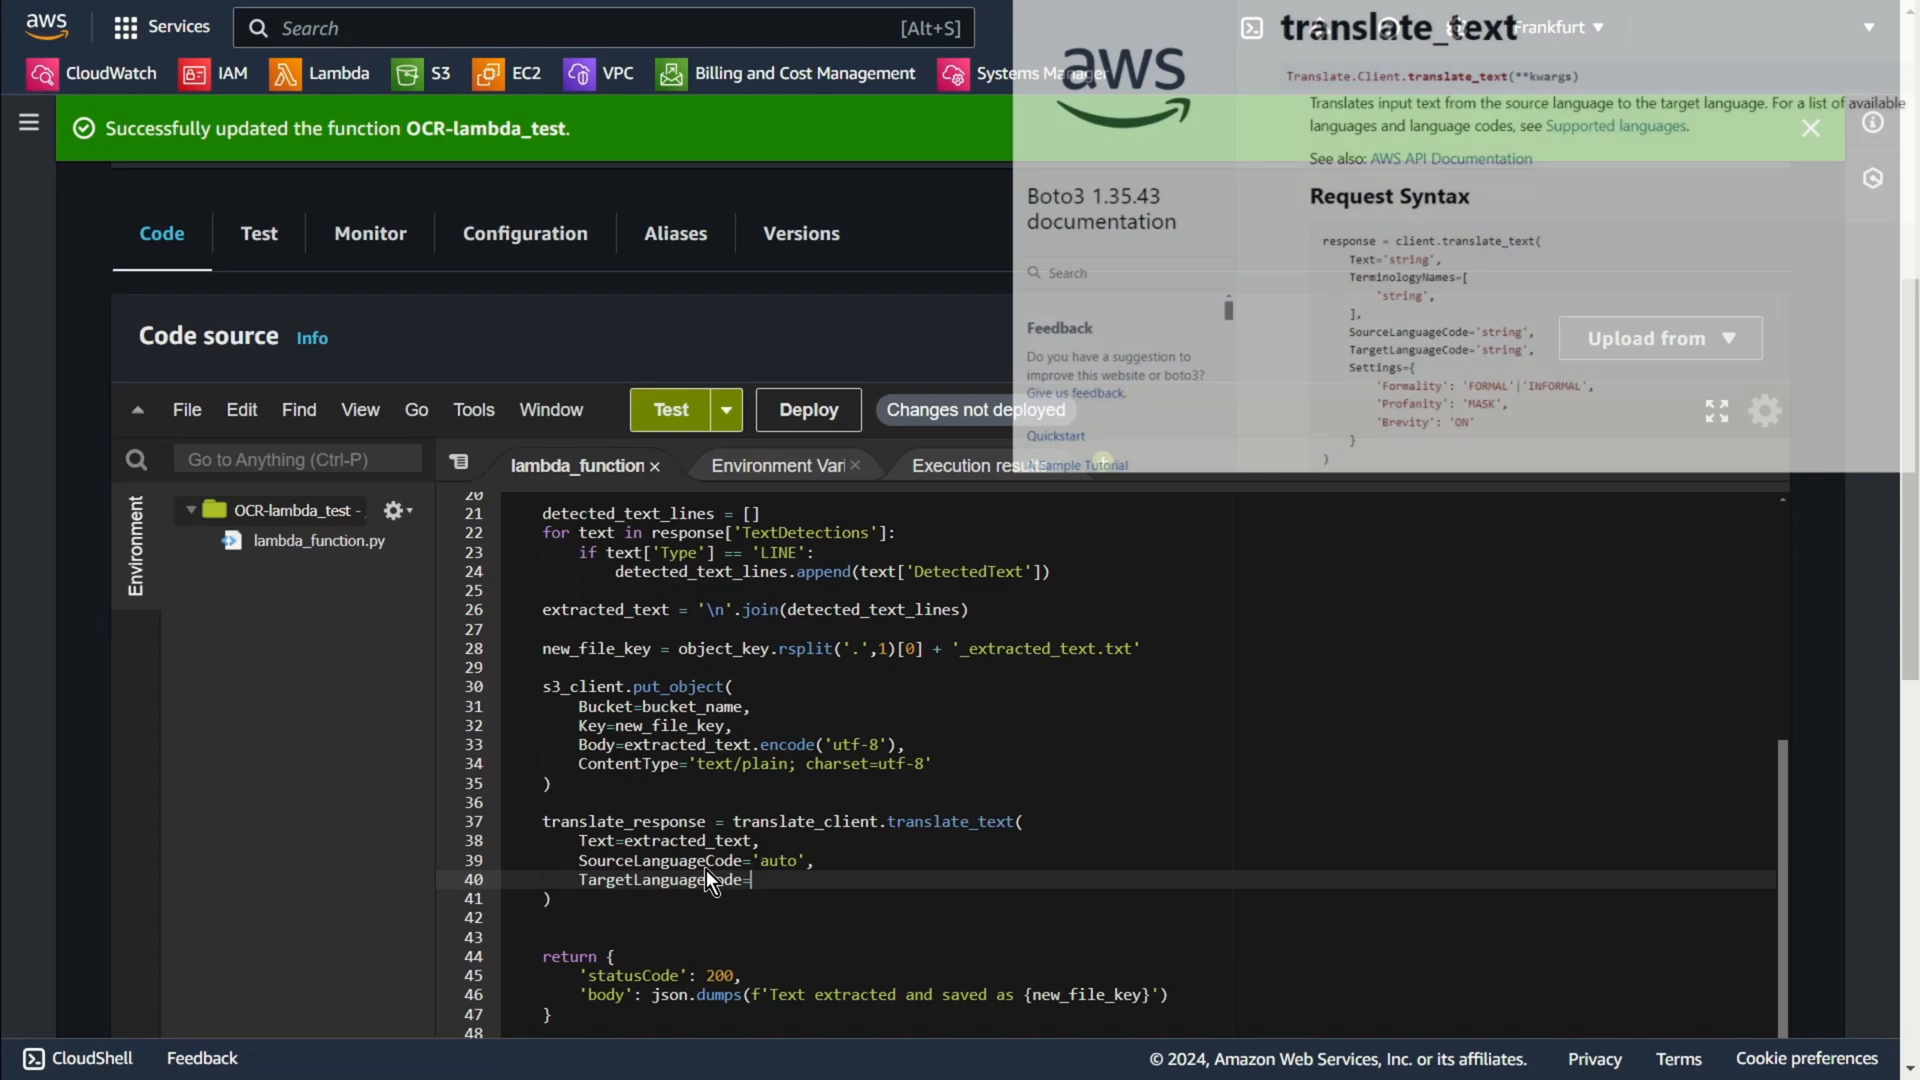 aws
Services
Search
[Alt+S]
Frankfurt
CloudWatch
IAM
Lambda
S3
EC2
VPC
Billing and Cost Management
Systems Manager
Successfully updated the function OCR-lambda_test.
aws
translate_text
Translate.Client.translate_text(**kwargs)
Translates input text from the source language to the target language. For a list of available
languages and language codes, see Supported languages.
See also: AWS API Documentation
Boto3 1.35.43
documentation
Search
Feedback
Do you have a suggestion to
improve this website or boto3?
Give us feedback.
Quickstart
A Sample Tutorial
Request Syntax
response = client.translate_text(
Text='string',
TerminologyNames=[
'string',
],
SourceLanguageCode='string',
TargetLanguageCode='string',
Settings={
'Formality': 'FORMAL'|'INFORMAL',
'Profanity': 'MASK',
'Brevity': 'ON'
}
)
Code
Test
Monitor
Configuration
Aliases
Versions
Code source
Info
Upload from
File
Edit
Find
View
Go
Tools
Window
Test
Deploy
Changes not deployed
Go to Anything (Ctrl-P)
lambda_function
Environment Vari
Execution results
Environment
OCR-lambda_test -
lambda_function.py
20
21 detected_text_lines = []
22 for text in response['TextDetections']:
23 if text['Type'] == 'LINE':
24 detected_text_lines.append(text['DetectedText'])
25
26 extracted_text = '\n'.join(detected_text_lines)
27
28 new_file_key = object_key.rsplit('.',1)[0] + '_extracted_text.txt'
29
30 s3_client.put_object(
31 Bucket=bucket_name,
32 Key=new_file_key,
33 Body=extracted_text.encode('utf-8'),
34 ContentType='text/plain; charset=utf-8'
35 )
36
37 translate_response = translate_client.translate_text(
38 Text=extracted_text,
39 SourceLanguageCode='auto',
40 TargetLanguageCode=
41 )
42
43
44 return {
45 'statusCode': 200,
46 'body': json.dumps(f'Text extracted and saved as {new_file_key}')
47 }
48
CloudShell
Feedback
© 2024, Amazon Web Services, Inc. or its affiliates.
Privacy
Terms
Cookie preferences